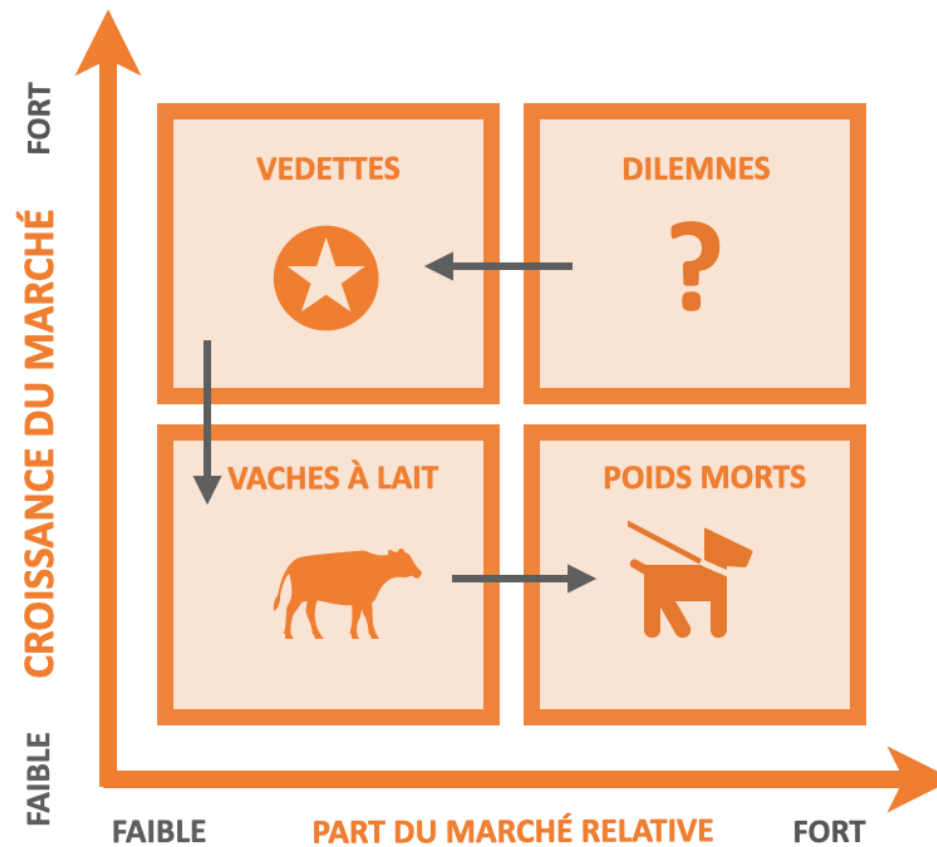 FORT
CROISSANCE DU MARCHÉ
FAIBLE
VEDETTES
DILEMNES
?
VACHES À LAIT
POIDS MORTS
FAIBLE
PART DU MARCHÉ RELATIVE
FORT